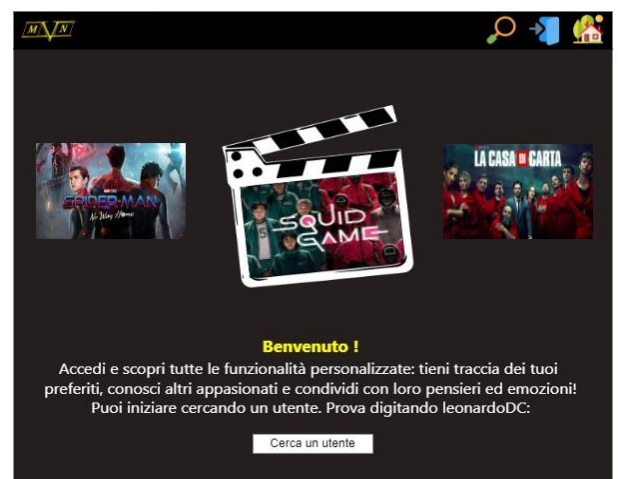 MVN
SPIDER-MAN
No Way Home
SQUID
GAME
LA CASA DI CARTA
Benvenuto !
Accedi e scopri tutte le funzionalità personalizzate: tieni traccia dei tuoi
preferiti, conosci altri appasionati e condividi con loro pensieri ed emozioni!
Puoi iniziare cercando un utente. Prova digitando leonardoDC:
Cerca un utente